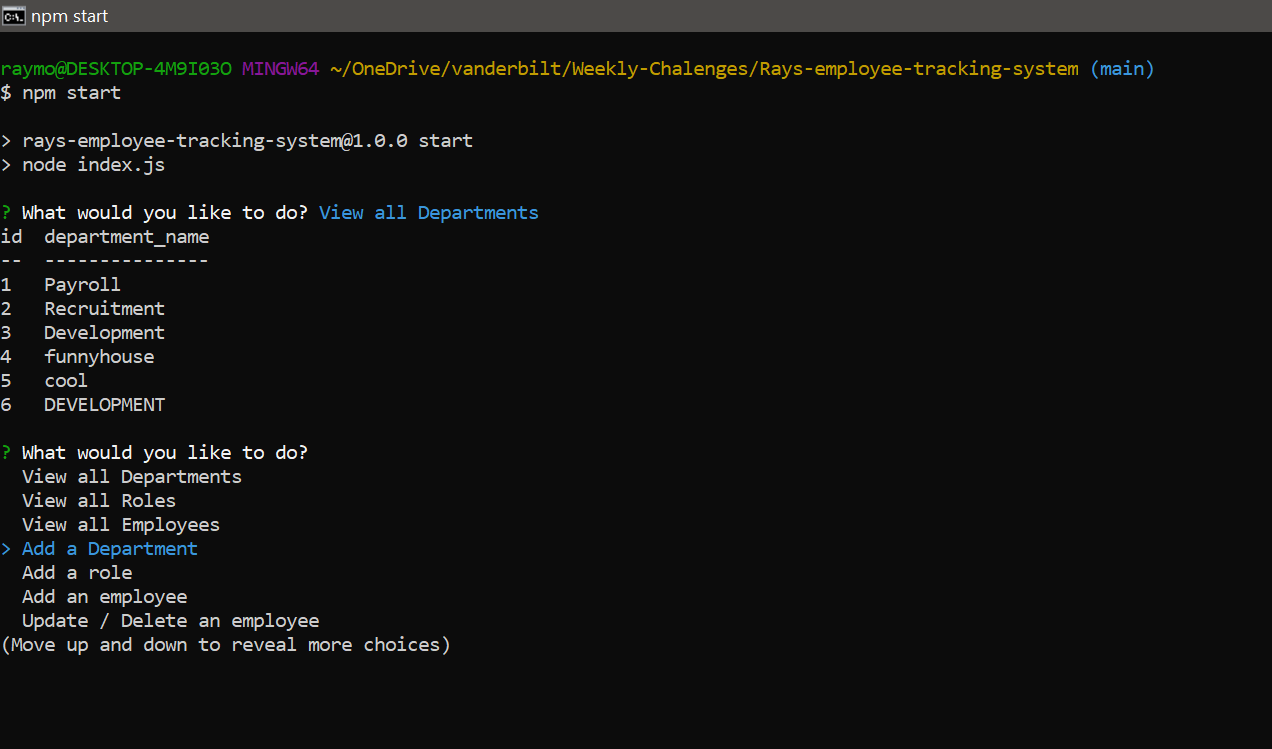 npm start
raymo@DESKTOP-4M9I03O MINGW64 ~/OneDrive/vanderbilt/Weekly-Chalenges/Rays-employee-tracking-system (main)
$ npm start
> rays-employee-tracking-system@1.0.0 start
> node index.js
? What would you like to do? View all Departments
id  department_name
--  ---------------
1   Payroll
2   Recruitment
3   Development
4   funnyhouse
5   cool
6   DEVELOPMENT
? What would you like to do?
  View all Departments
  View all Roles
  View all Employees
> Add a Department
  Add a role
  Add an employee
  Update / Delete an employee
(Move up and down to reveal more choices)